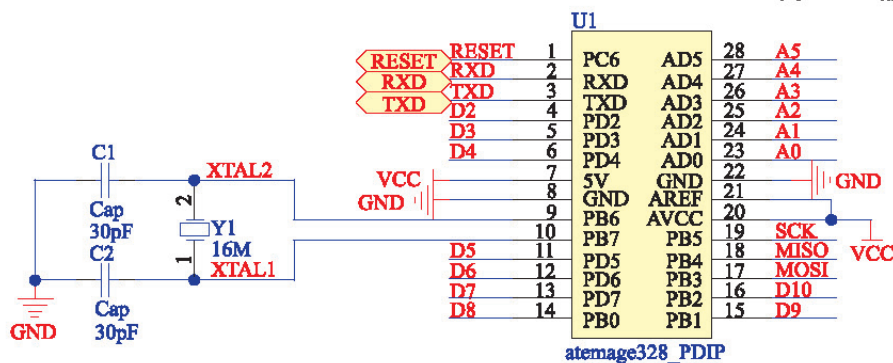 U1
RESET RESET 1 PC6 AD5 28 A5
RXD RXD 2 RXD AD4 27 A4
TXD TXD 3 TXD AD3 26 A3
D2 4 PD2 AD2 25 A2
D3 5 PD3 AD1 24 A1
D4 6 PD4 AD0 23 A0
VCC 7 5V GND 22 GND
GND 8 GND AREF 21
9 PB6 AVCC 20 VCC
10 PB7 PB5 19 SCK
D5 11 PD5 PB4 18 MISO
D6 12 PD6 PB3 17 MOSI
D7 13 PD7 PB2 16 D10
D8 14 PB0 PB1 15 D9
atemage328_PDIP
C1
XTAL2
Cap
30pF
2
Y1
16M
1
C2
XTAL1
Cap
30pF
GND